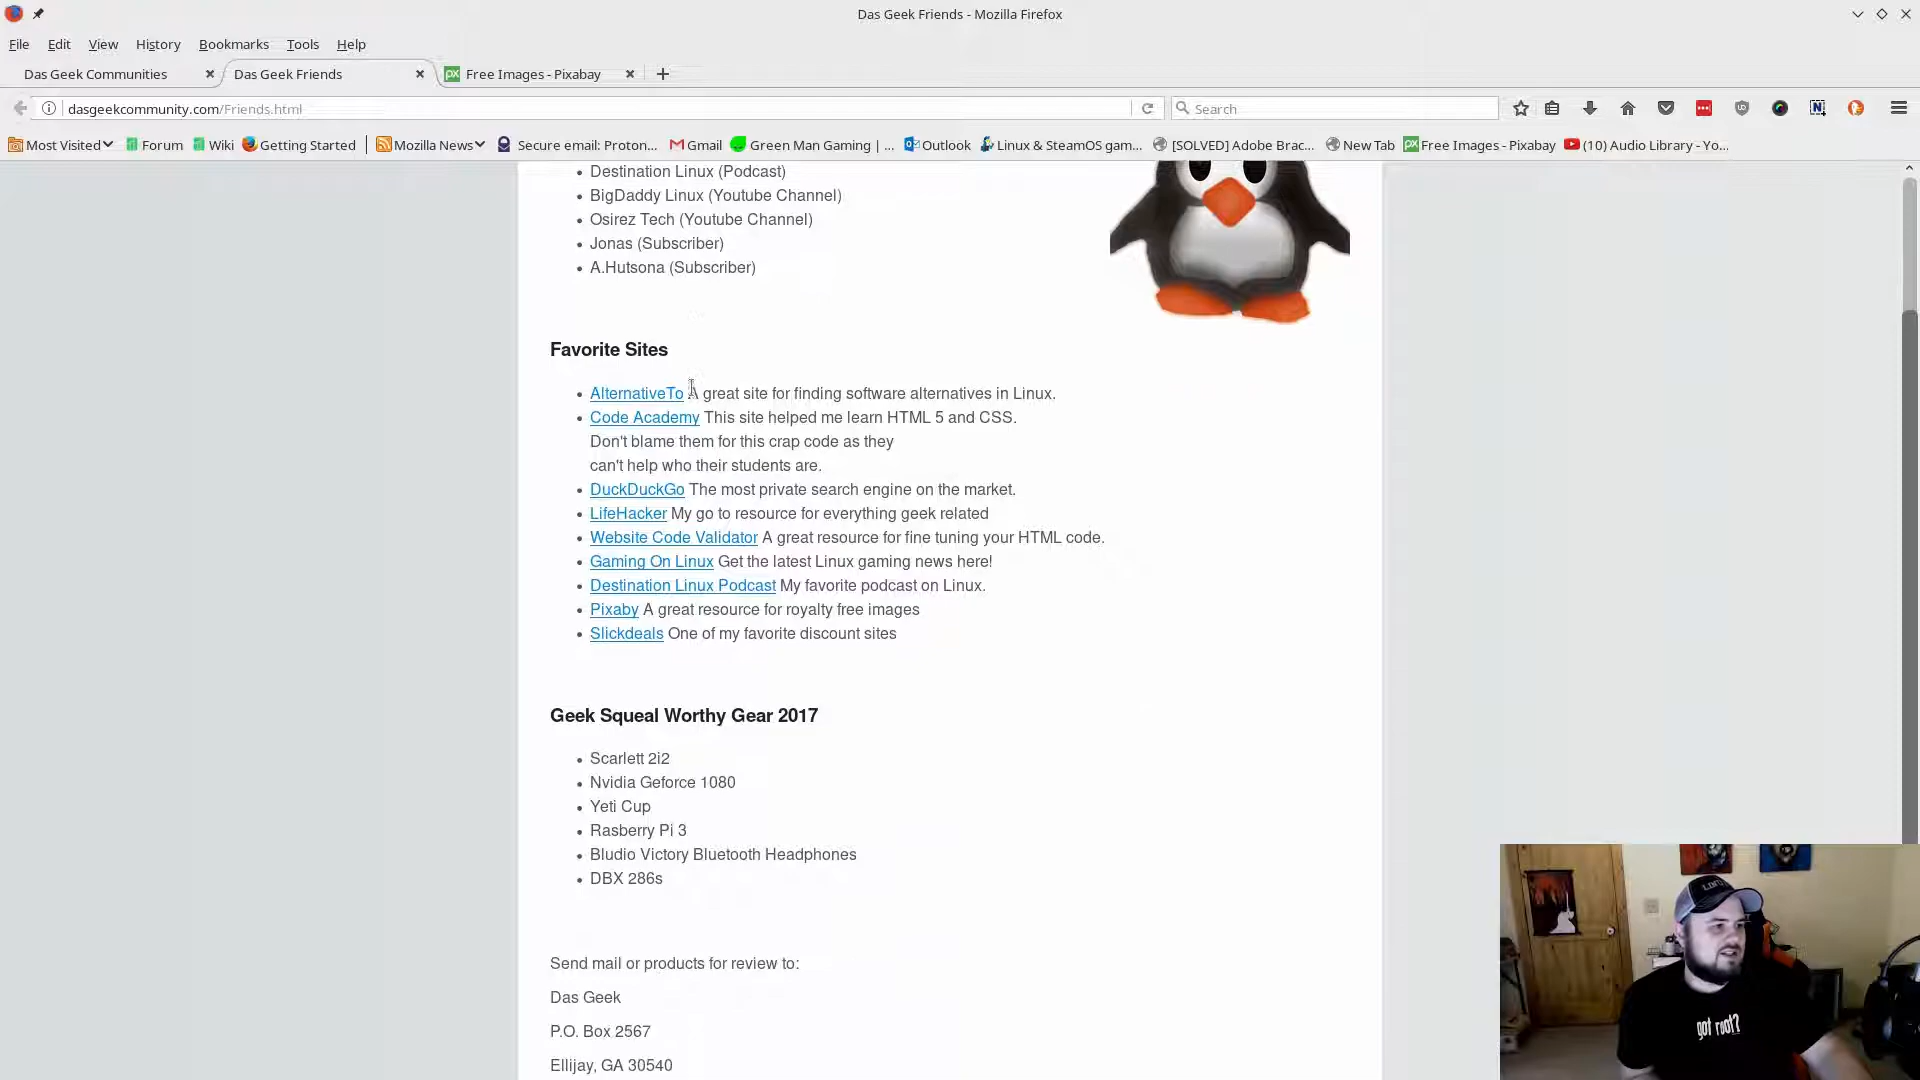 Das Geek Friends - Mozilla Firefox
File Edit View History Bookmarks Tools Help
Das Geek Communities Das Geek Friends px Free Images - Pixabay
dasgeekcommunity.com/Friends.html Search
Most Visited Forum Wiki Getting Started Mozilla News Secure email: Proton... Gmail Green Man Gaming | ... Outlook Linux & SteamOS gam... [SOLVED] Adobe Brac... New Tab px Free Images - Pixabay (10) Audio Library - Yo...
Destination Linux (Podcast)
BigDaddy Linux (Youtube Channel)
Osirez Tech (Youtube Channel)
Jonas (Subscriber)
A.Hutsona (Subscriber)
Favorite Sites
AlternativeTo A great site for finding software alternatives in Linux.
Code Academy This site helped me learn HTML 5 and CSS.
Don't blame them for this crap code as they
can't help who their students are.
DuckDuckGo The most private search engine on the market.
LifeHacker My go to resource for everything geek related
Website Code Validator A great resource for fine tuning your HTML code.
Gaming On Linux Get the latest Linux gaming news here!
Destination Linux Podcast My favorite podcast on Linux.
Pixaby A great resource for royalty free images
Slickdeals One of my favorite discount sites
Geek Squeal Worthy Gear 2017
Scarlett 2i2
Nvidia Geforce 1080
Yeti Cup
Rasberry Pi 3
Bludio Victory Bluetooth Headphones
DBX 286s
Send mail or products for review to:
Das Geek
P.O. Box 2567
Ellijay, GA 30540
got root?